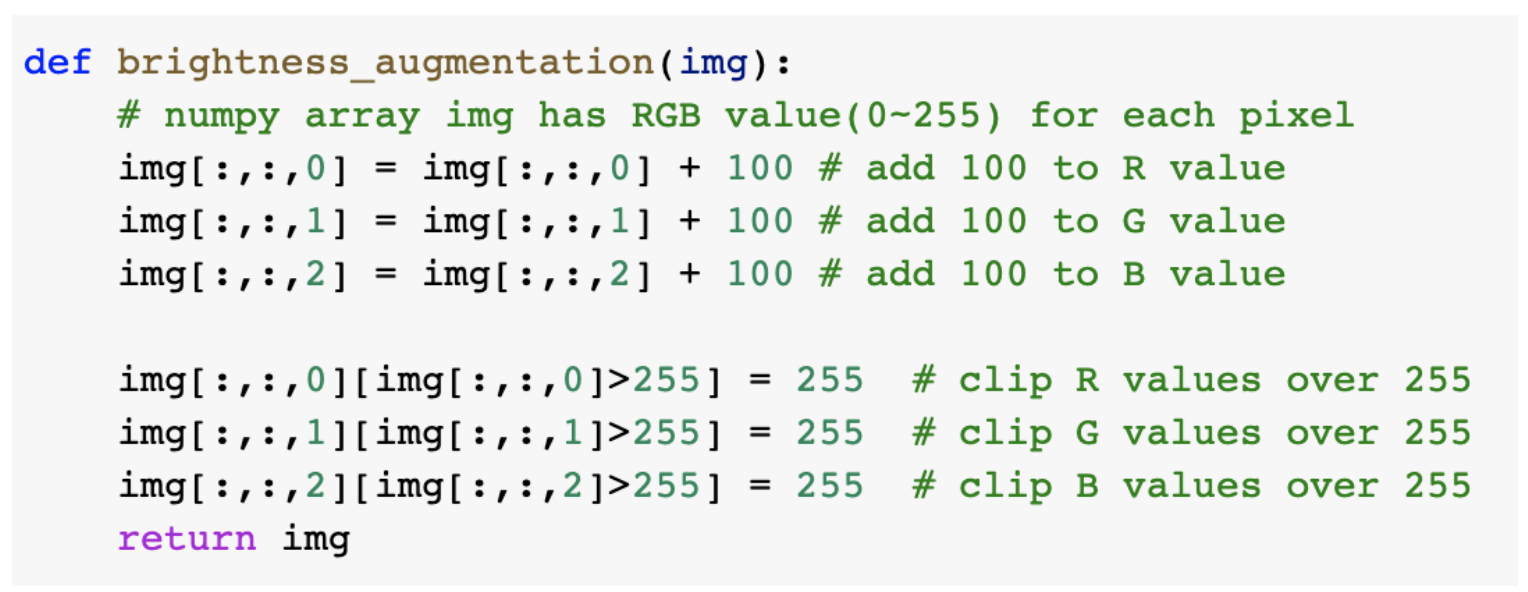 def brightness_augmentation(img):
    # numpy array img has RGB value(0~255) for each pixel
    img[:,:,0] = img[:,:,0] + 100 # add 100 to R value
    img[:,:,1] = img[:,:,1] + 100 # add 100 to G value
    img[:,:,2] = img[:,:,2] + 100 # add 100 to B value

    img[:,:,0][img[:,:,0]>255] = 255  # clip R values over 255
    img[:,:,1][img[:,:,1]>255] = 255  # clip G values over 255
    img[:,:,2][img[:,:,2]>255] = 255  # clip B values over 255
    return img